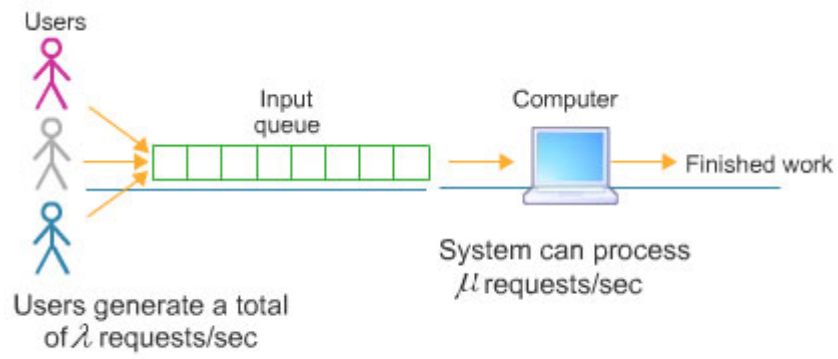 Users
Input
queue
Computer
Finished work
System can process
μ requests/sec
Users generate a total
of λ requests/sec